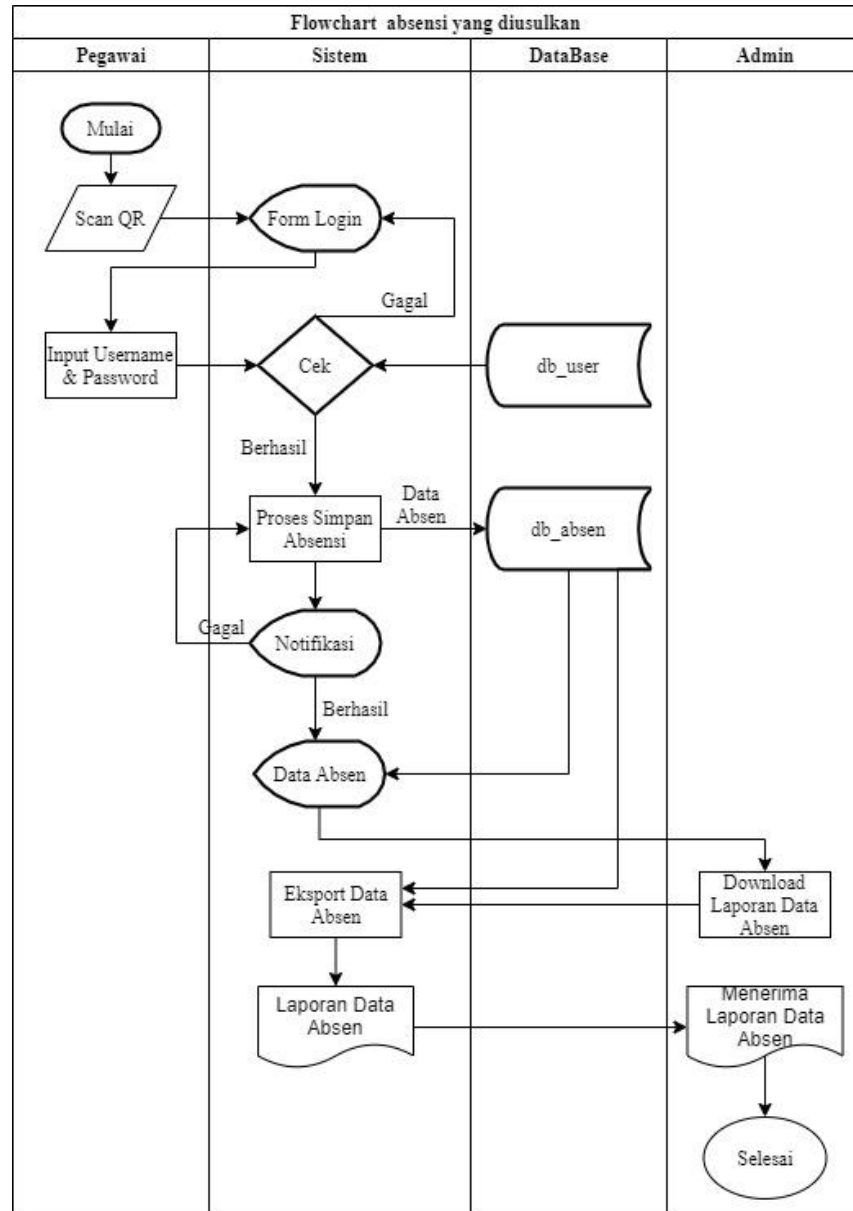 Flowchart absensi yang diusulkan
Pegawai
Sistem
DataBase
Admin
Mulai
Scan QR
Form Login
Gagal
Input Username
& Password
Cek
db_user
Berhasil
Proses Simpan
Absensi
Data
Absen
db_absen
Gagal
Notifikasi
Berhasil
Data Absen
Eksport Data
Absen
Download
Laporan Data
Absen
Laporan Data
Absen
Menerima
Laporan Data
Absen
Selesai